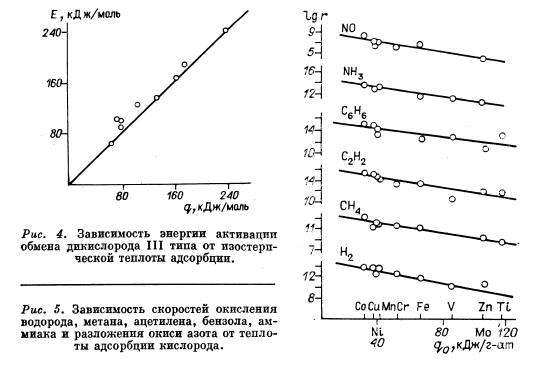 E, кДж/моль
240
160
80
80
160
240
q, кДж/моль
Рис. 4. Зависимость энергии активации
обмена дикислорода III типа от изостери-
ческой теплоты адсорбции.
Рис. 5. Зависимость скоростей окисления
водорода, метана, ацетилена, бензола, ам-
миака и разложения окиси азота от тепло-
ты адсорбции кислорода.
lg r
9
NO
5
16
NH3
12
C6H6
14
10
C2H2
14
10
CH4
11
7
H2
12
8
Co Cu Mn Cr Fe V Zn Ti
Ni Mo
40 80 120
qO, кДж/г-ат